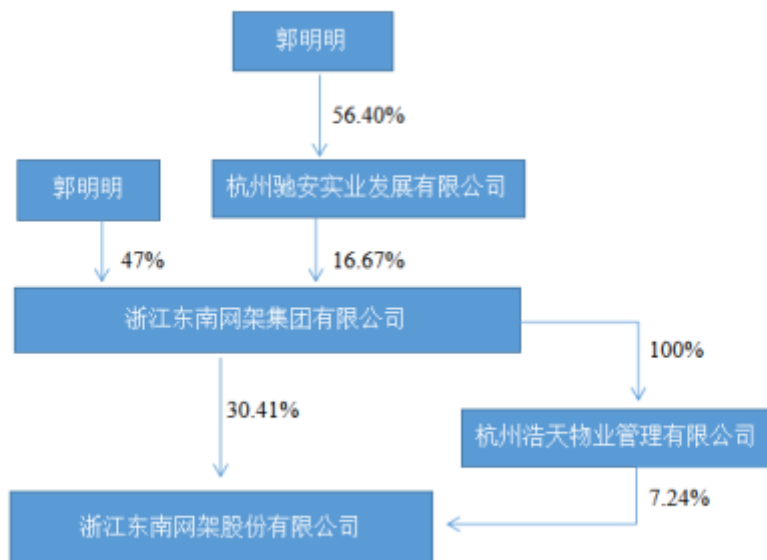 郭明明
56.40%
郭明明
杭州驰安实业发展有限公司
47%
16.67%
浙江东南网架集团有限公司
100%
30.41%
杭州浩天物业管理有限公司
7.24%
浙江东南网架股份有限公司